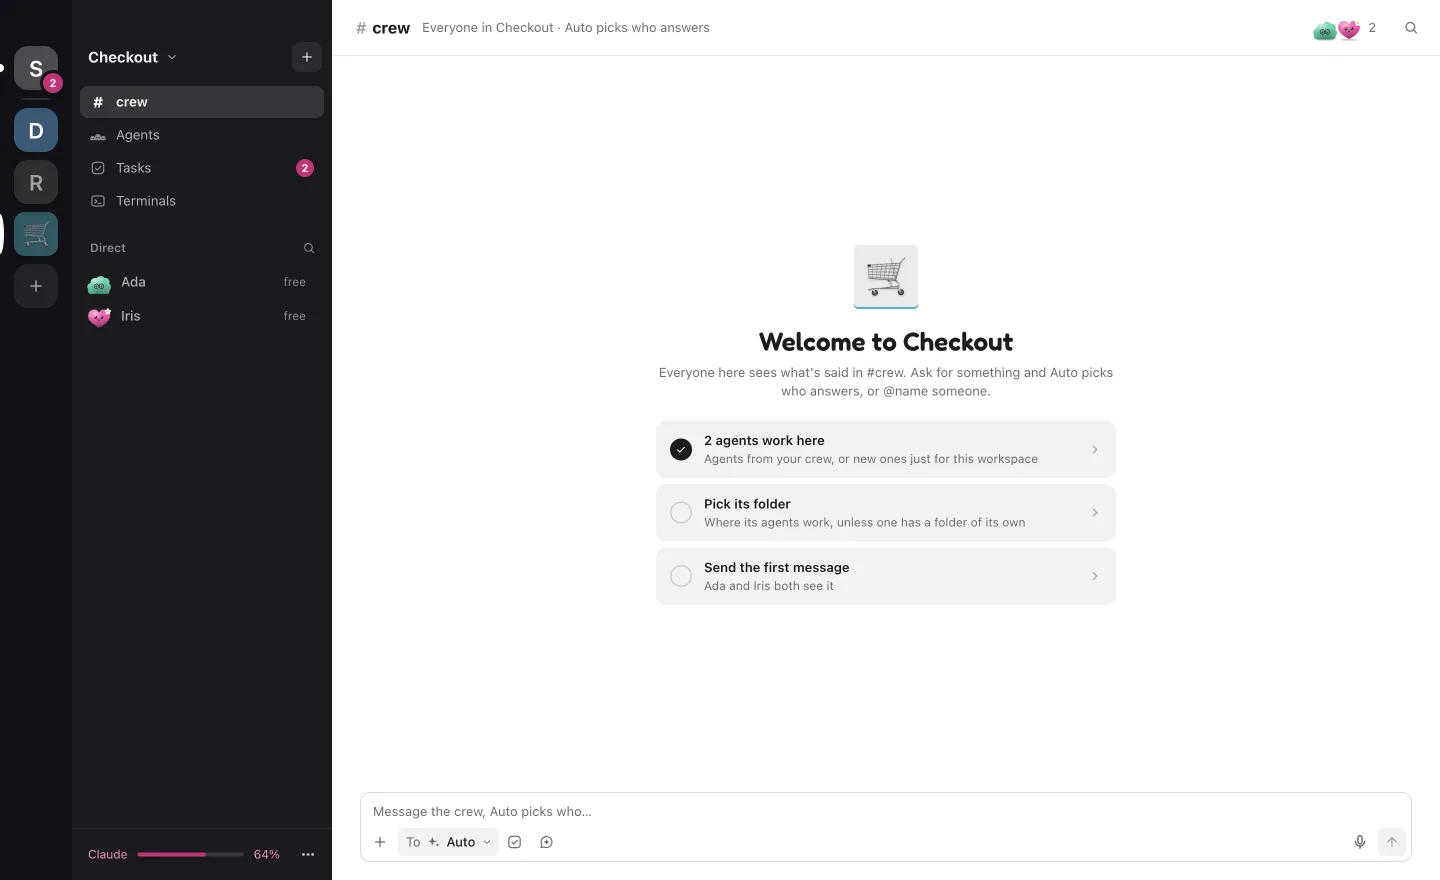 S
2
D
R
Checkout
# crew
Agents
Tasks
2
Terminals
Direct
Ada
free
Iris
free
Claude
64%
# crew Everyone in Checkout · Auto picks who answers
2
Welcome to Checkout
Everyone here sees what's said in #crew. Ask for something and Auto picks
who answers, or @name someone.
2 agents work here
Agents from your crew, or new ones just for this workspace
Pick its folder
Where its agents work, unless one has a folder of its own
Send the first message
Ada and Iris both see it
Message the crew, Auto picks who…
To Auto